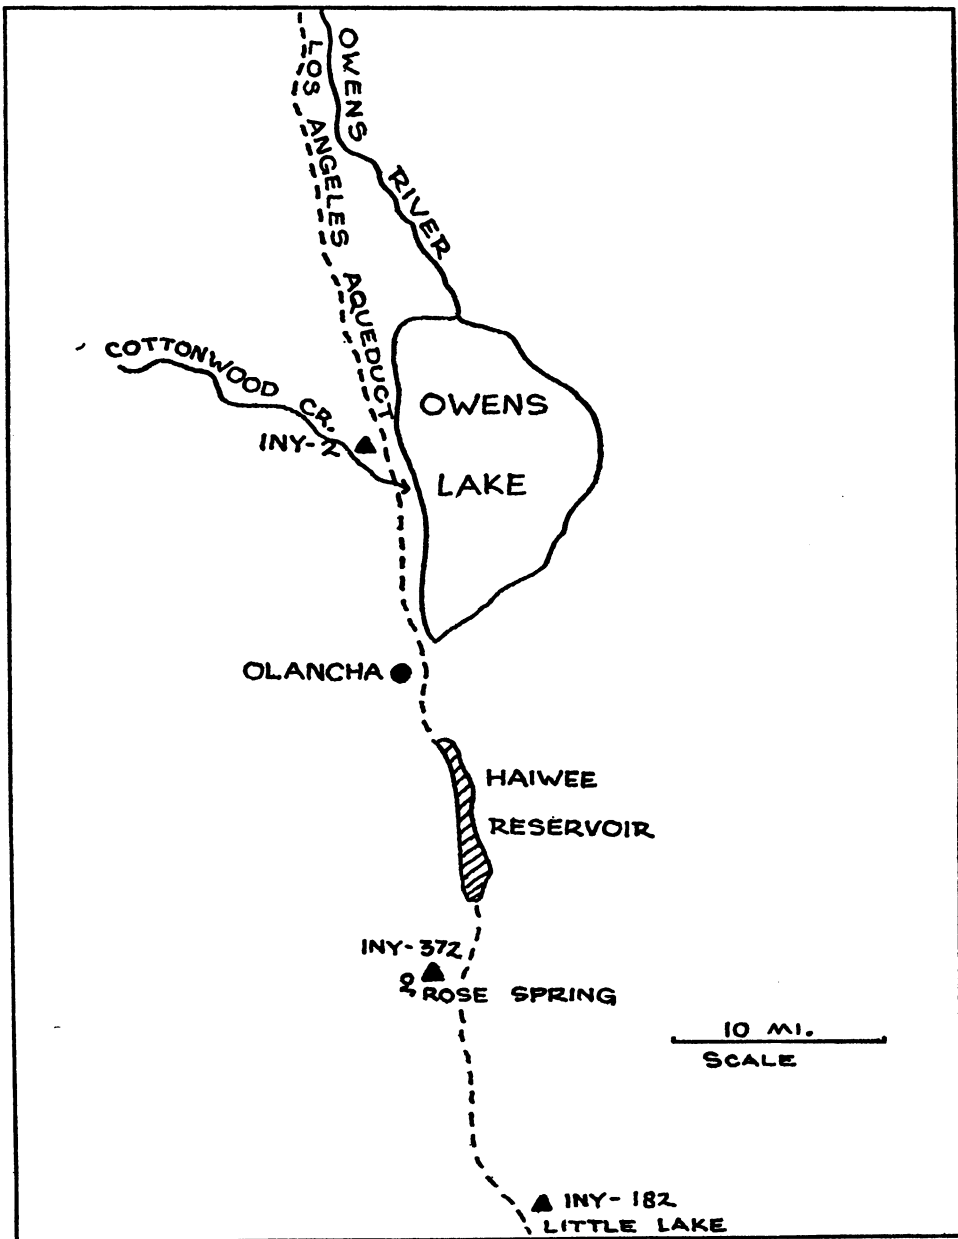 OWENS RIVER
LOS ANGELES AQUEDUCT
COTTONWOOD CR.
OWENS
LAKE
INY-2
OLANCHA
HAIWEE
RESERVOIR
INY-372
ROSE SPRING
10 MI.
SCALE
INY-182
LITTLE LAKE